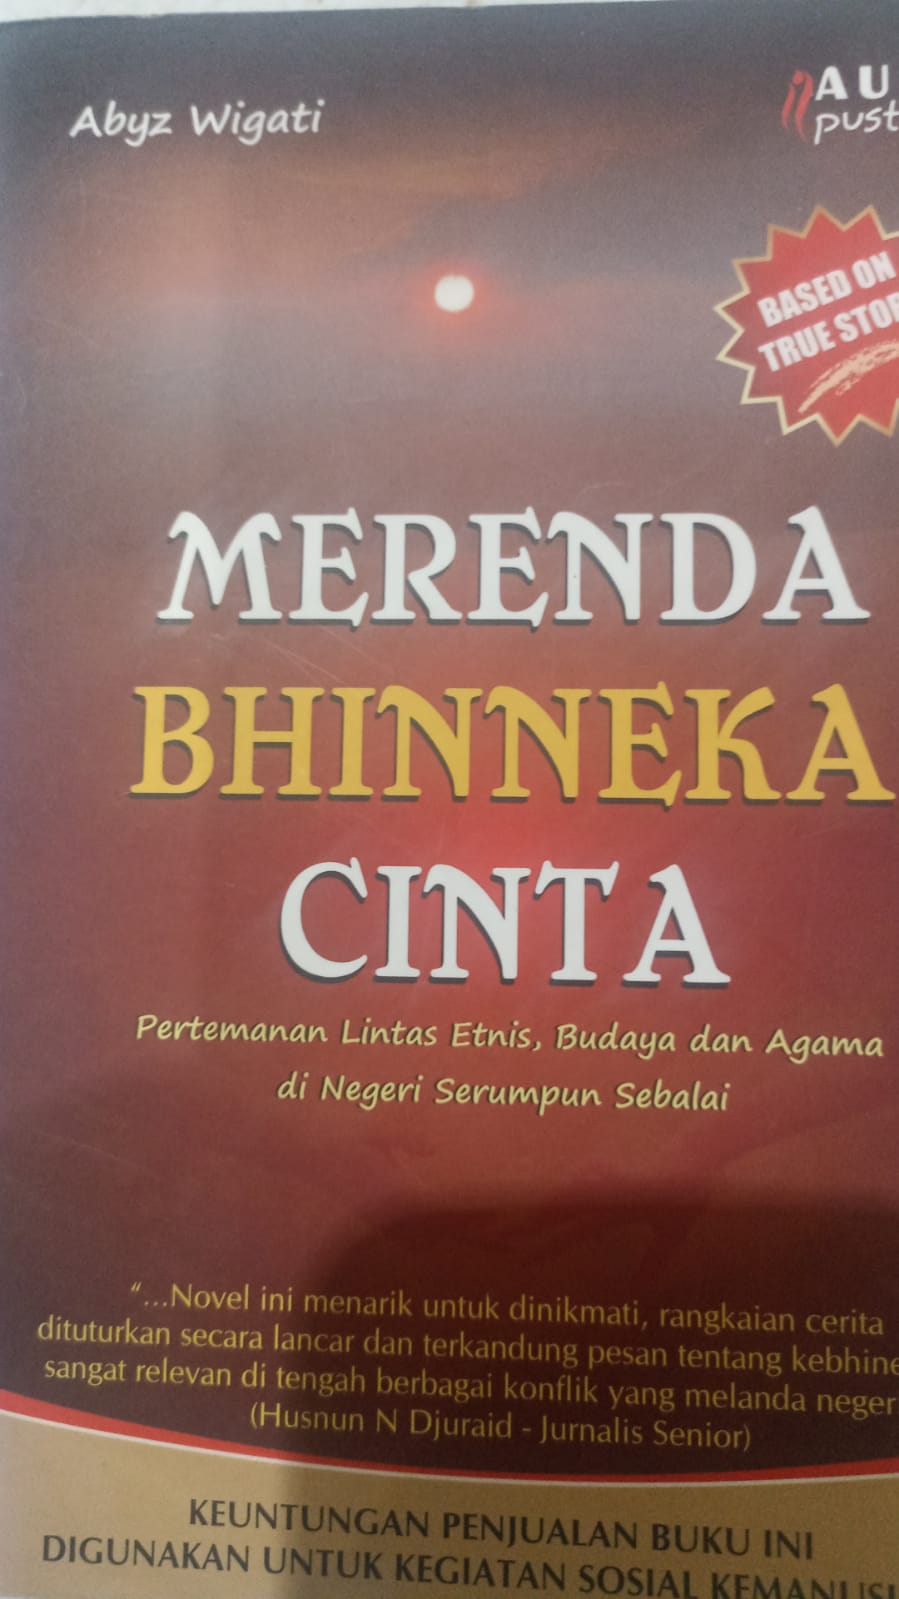 Abyz Wigati
AU
pust
BASED ON
TRUE STOR
MERENDA
BHINNEKA
CINTA
Pertemanan Lintas Etnis, Budaya dan Agama
di Negeri Serumpun Sebalai
"...Novel ini menarik untuk dinikmati, rangkaian cerita
dituturkan secara lancar dan terkandung pesan tentang kebhine
sangat relevan di tengah berbagai konflik yang melanda neger
(Husnun N Djuraid - Jurnalis Senior)
KEUNTUNGAN PENJUALAN BUKU INI
DIGUNAKAN UNTUK KEGIATAN SOSIAL KEMANUSI